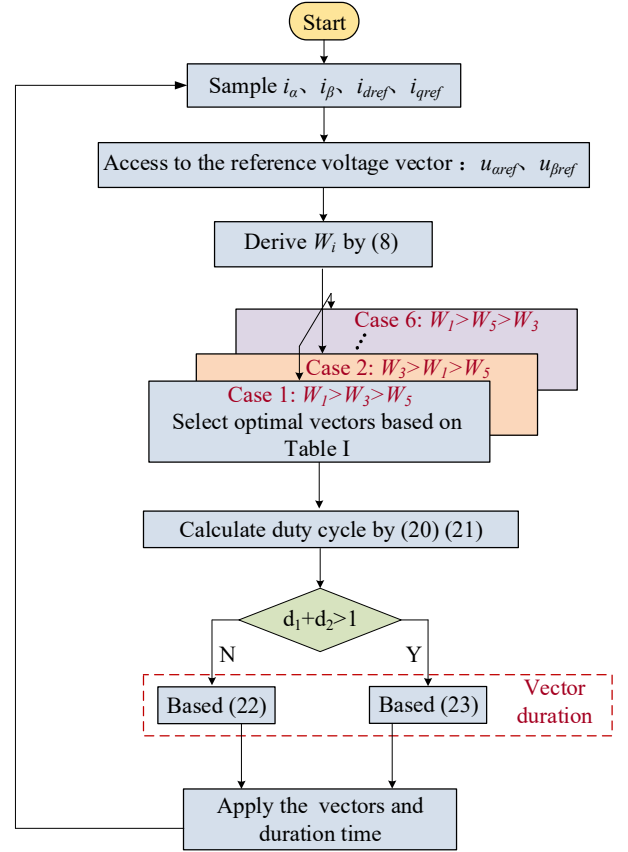 Start
Sample iα、iβ、idref、iqref
Access to the reference voltage vector：uαref、uβref
Derive Wi by (8)
Case 6: W1>W5>W3
Case 2: W3>W1>W5
Case 1: W1>W3>W5
Select optimal vectors based on
Table I
Calculate duty cycle by (20) (21)
d1+d2>1
N
Y
Based (22)
Based (23)
Vector
duration
Apply the vectors and
duration time